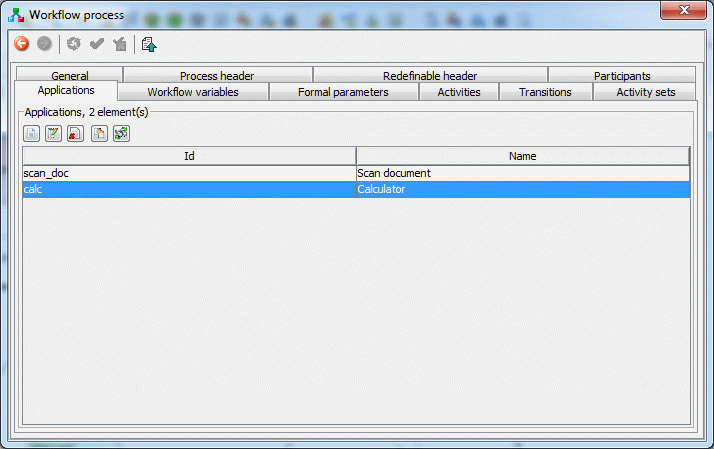 Workflow process
General Process header Redefinable header Participants
Applications Workflow variables Formal parameters Activities Transitions Activity sets
Applications, 2 element(s)
Id Name
scan_doc Scan document
calc Calculator